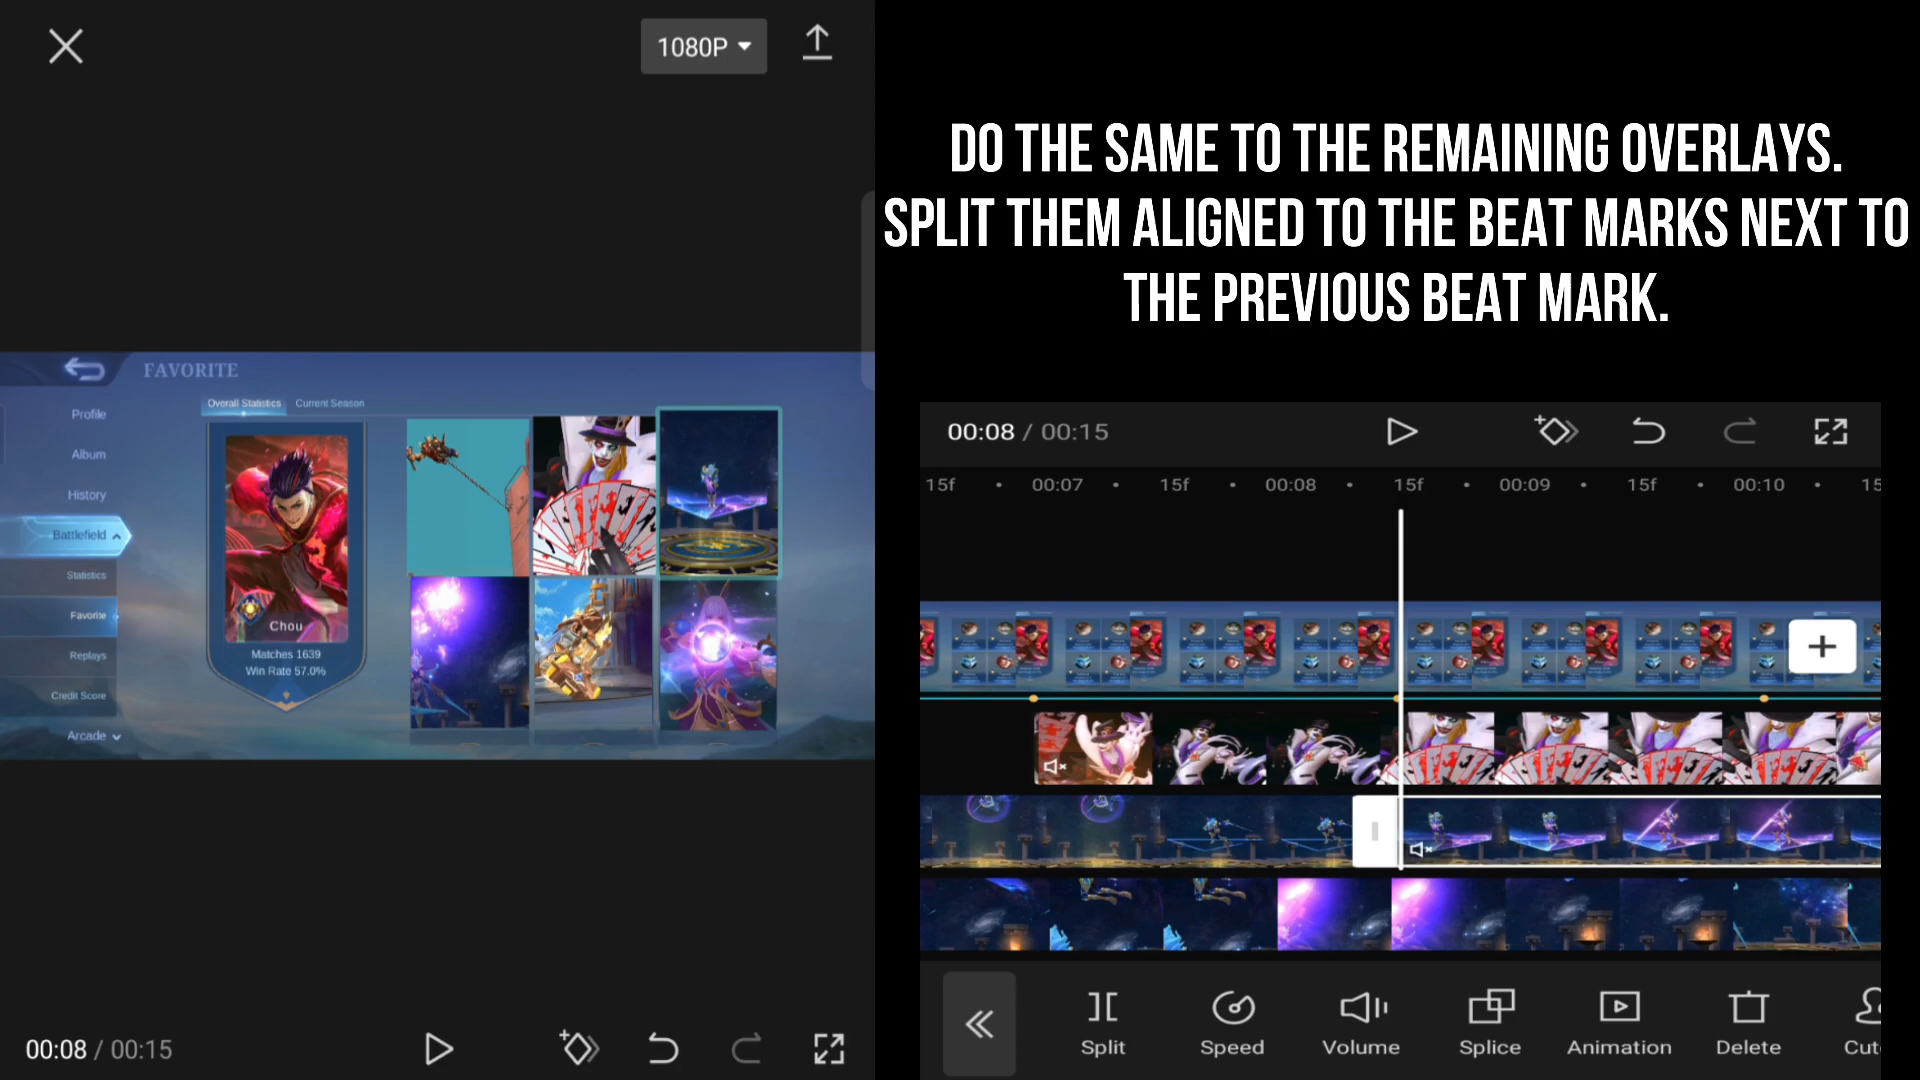 1080P
DO THE SAME TO THE REMAINING OVERLAYS.
SPLIT THEM ALIGNED TO THE BEAT MARKS NEXT TO
THE PREVIOUS BEAT MARK.
FAVORITE
Profile
Album
History
Battlefield
Statistics
Favorite
Replays
Credit Score
Arcade
Overall Statistics Current Season
Chou
Matches 1639
Win Rate 57.0%
00:08 / 00:15
00:08 / 00:15
15f 00:07 15f 00:08 15f 00:09 15f 00:10 15
Split Speed Volume Splice Animation Delete Cut